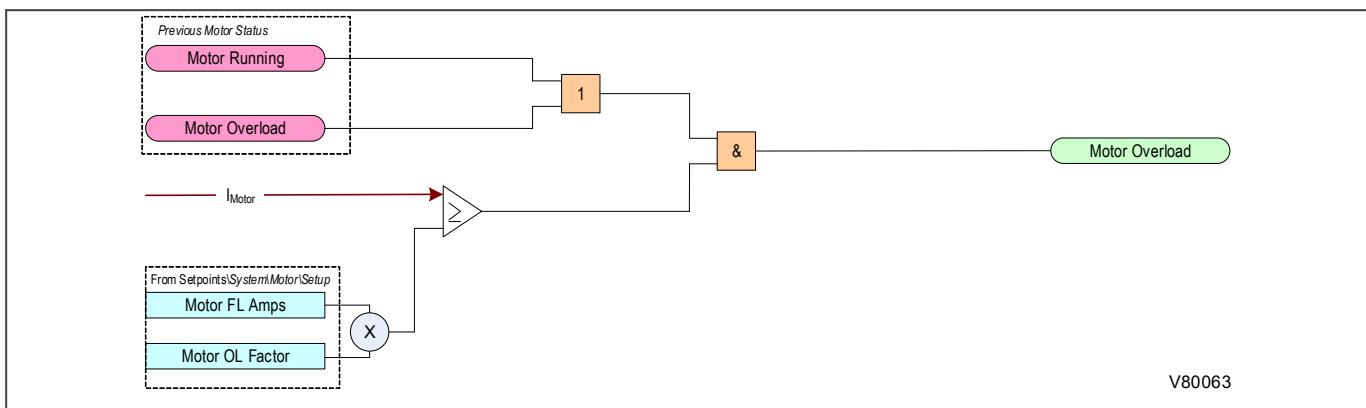 Previous Motor Status
Motor Running
Motor Overload
1
&
Motor Overload
IMotor
≥
From Setpoints\System\Motor\Setup
Motor FL Amps
X
Motor OL Factor
V80063